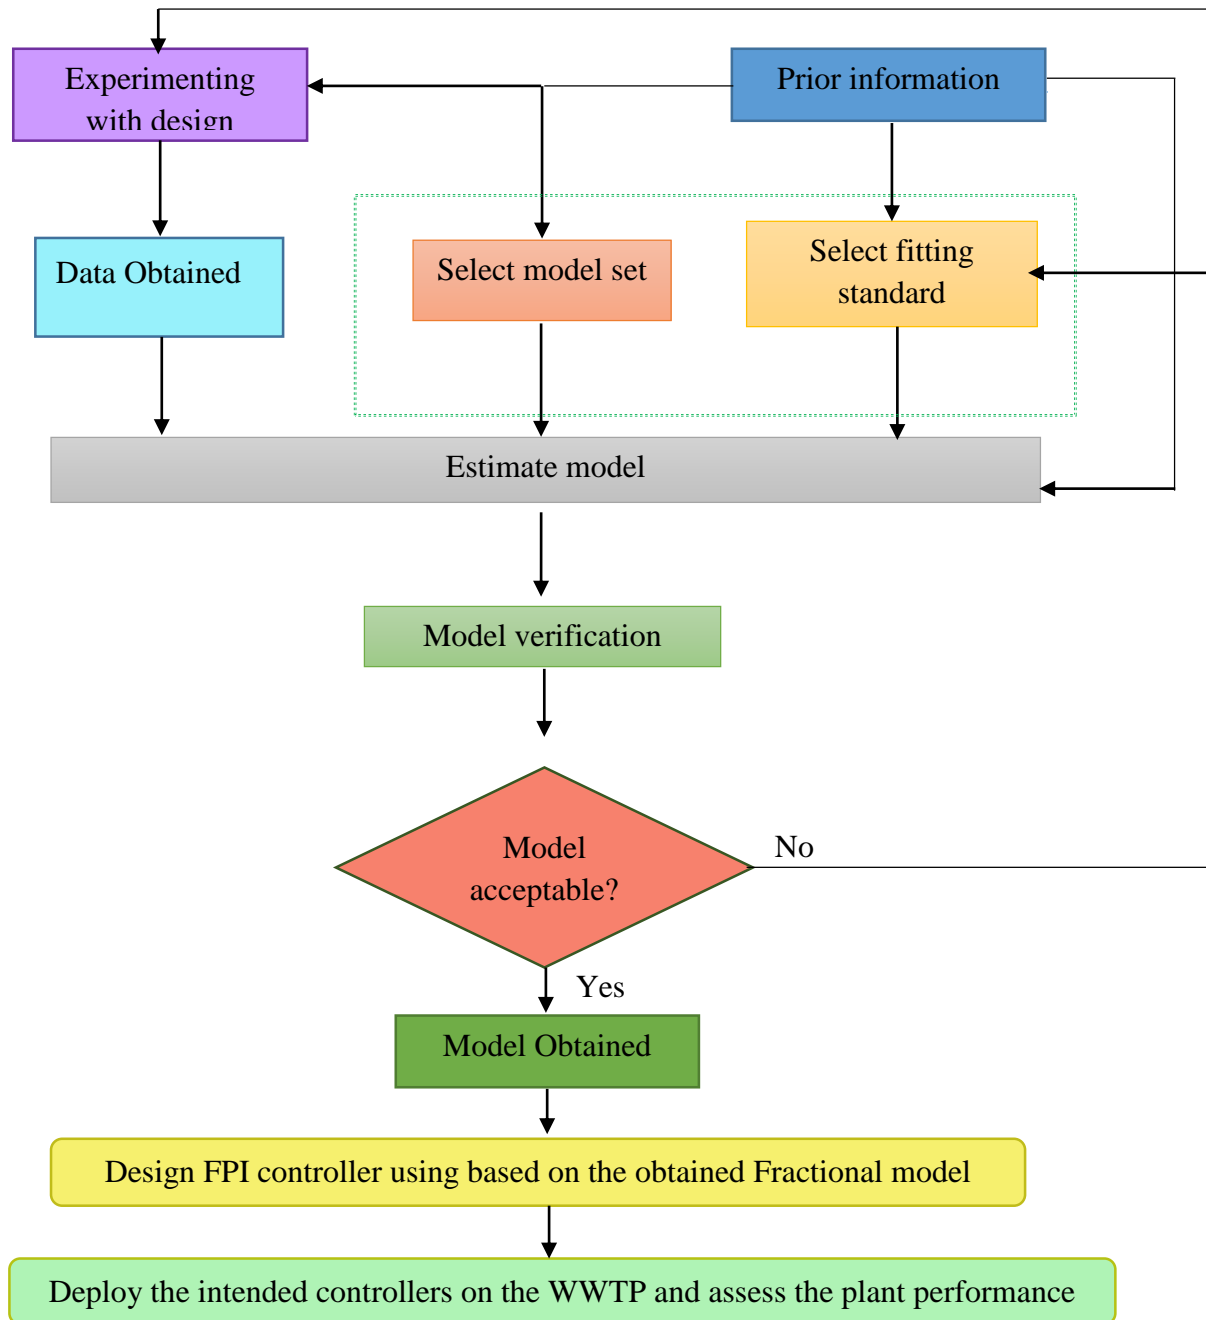 Experimenting
with design
Prior information
Data Obtained
Select model set
Select fitting
standard
Estimate model
Model verification
Model
acceptable?
No
Yes
Model Obtained
Design FPI controller using based on the obtained Fractional model
Deploy the intended controllers on the WWTP and assess the plant performance